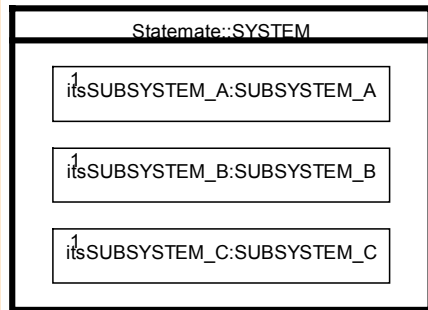 Statemate::SYSTEM
1
itsSUBSYSTEM_A:SUBSYSTEM_A
1
itsSUBSYSTEM_B:SUBSYSTEM_B
1
itsSUBSYSTEM_C:SUBSYSTEM_C